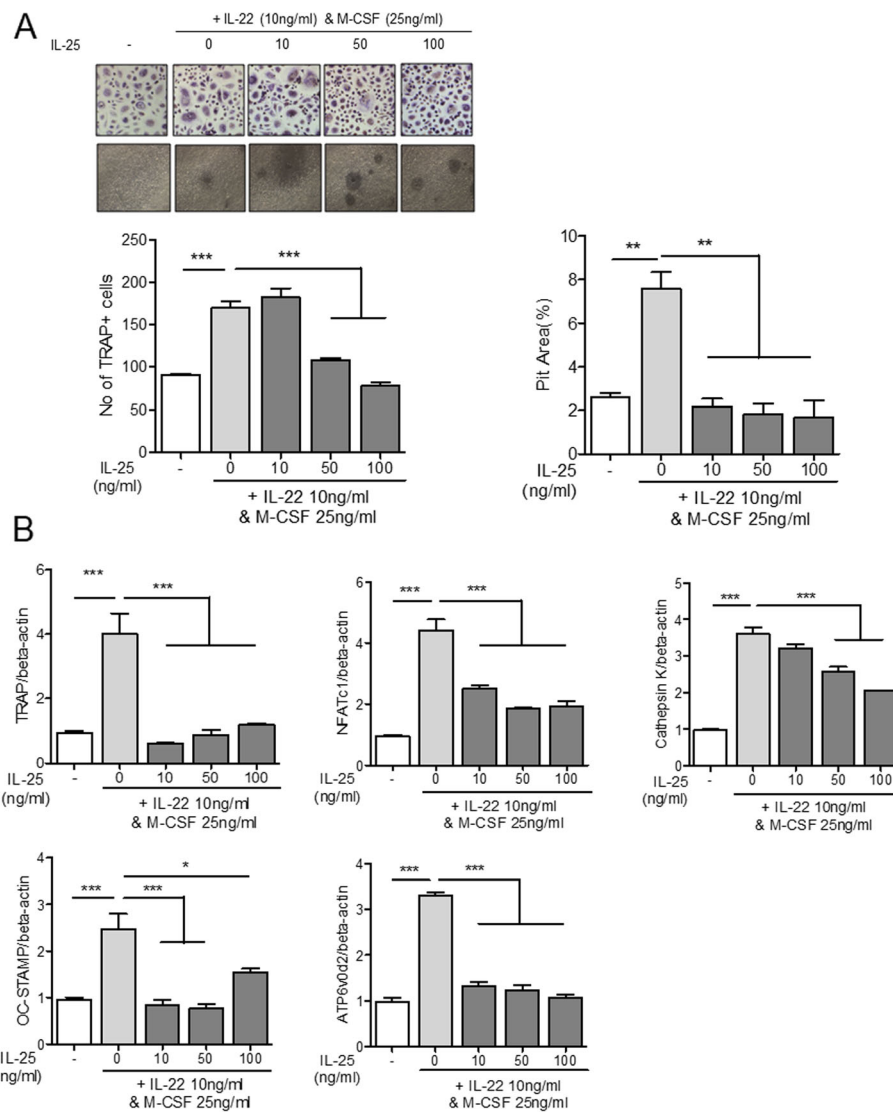 A
+ IL-22 (10ng/ml) & M-CSF (25ng/ml)
IL-25 - 0 10 50 100
250
200
150
100
50
0
No of TRAP+ cells
*** ***
IL-25 - 0 10 50 100
(ng/ml)
+ IL-22 10ng/ml
& M-CSF 25ng/ml
10
8
6
4
2
0
Pit Area(%)
** **
IL-25 - 0 10 50 100
(ng/ml)
+ IL-22 10ng/ml
& M-CSF 25ng/ml
B
6
4
2
0
TRAP/beta-actin
*** ***
IL-25 - 0 10 50 100
(ng/ml)
+ IL-22 10ng/ml
& M-CSF 25ng/ml
6
4
2
0
NFATc1/beta-actin
*** ***
IL-25 - 0 10 50 100
(ng/ml)
+ IL-22 10ng/ml
& M-CSF 25ng/ml
5
4
3
2
1
0
Cathepsin K/beta-actin
*** ***
IL-25 - 0 10 50 100
(ng/ml)
+ IL-22 10ng/ml
& M-CSF 25ng/ml
4
3
2
1
0
OC-STAMP/beta-actin
*
*** ***
IL-25 - 0 10 50 100
ng/ml)
+ IL-22 10ng/ml
& M-CSF 25ng/ml
4
3
2
1
0
ATP6v0d2/beta-actin
*** ***
IL-25 - 0 10 50 100
(ng/ml)
+ IL-22 10ng/ml
& M-CSF 25ng/ml